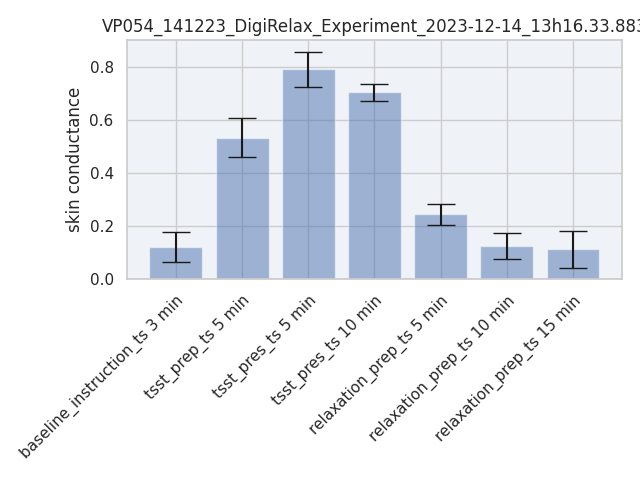 VP054_141223_DigiRelax_Experiment_2023-12-14_13h16.33.883
skin conductance
0.8
0.6
0.4
0.2
0.0
baseline_instruction_ts 3 min
tsst_prep_ts 5 min
tsst_pres_ts 5 min
tsst_pres_ts 10 min
relaxation_prep_ts 5 min
relaxation_prep_ts 10 min
relaxation_prep_ts 15 min